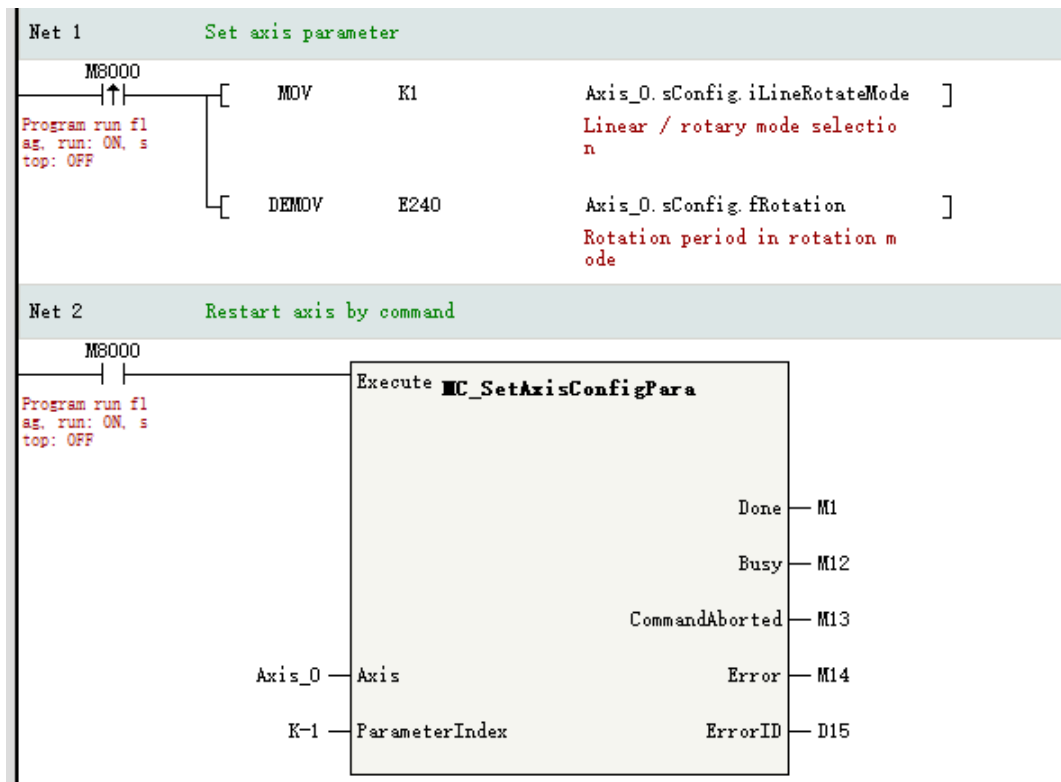 Net 1 Set axis parameter
M8000
MOV K1 Axis_0.sConfig.iLineRotateMode
Program run fl
ag, run: ON, s
top: OFF
Linear / rotary mode selectio
n
DEMOV E240 Axis_0.sConfig.fRotation
Rotation period in rotation m
ode
Net 2 Restart axis by command
M8000
Program run fl
ag, run: ON, s
top: OFF
Execute MC_SetAxisConfigPara
Done M1
Busy M12
CommandAborted M13
Axis_0 Axis Error M14
K-1 ParameterIndex ErrorID D15